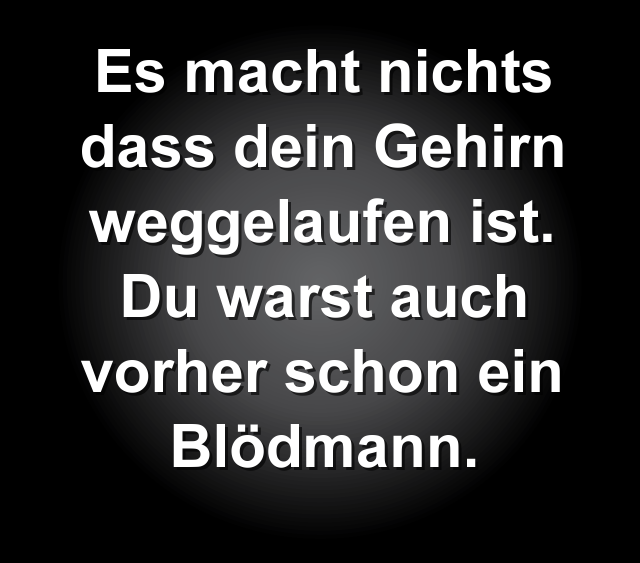 Es macht nichts
dass dein Gehirn
weggelaufen ist.
Du warst auch
vorher schon ein
Blödmann.